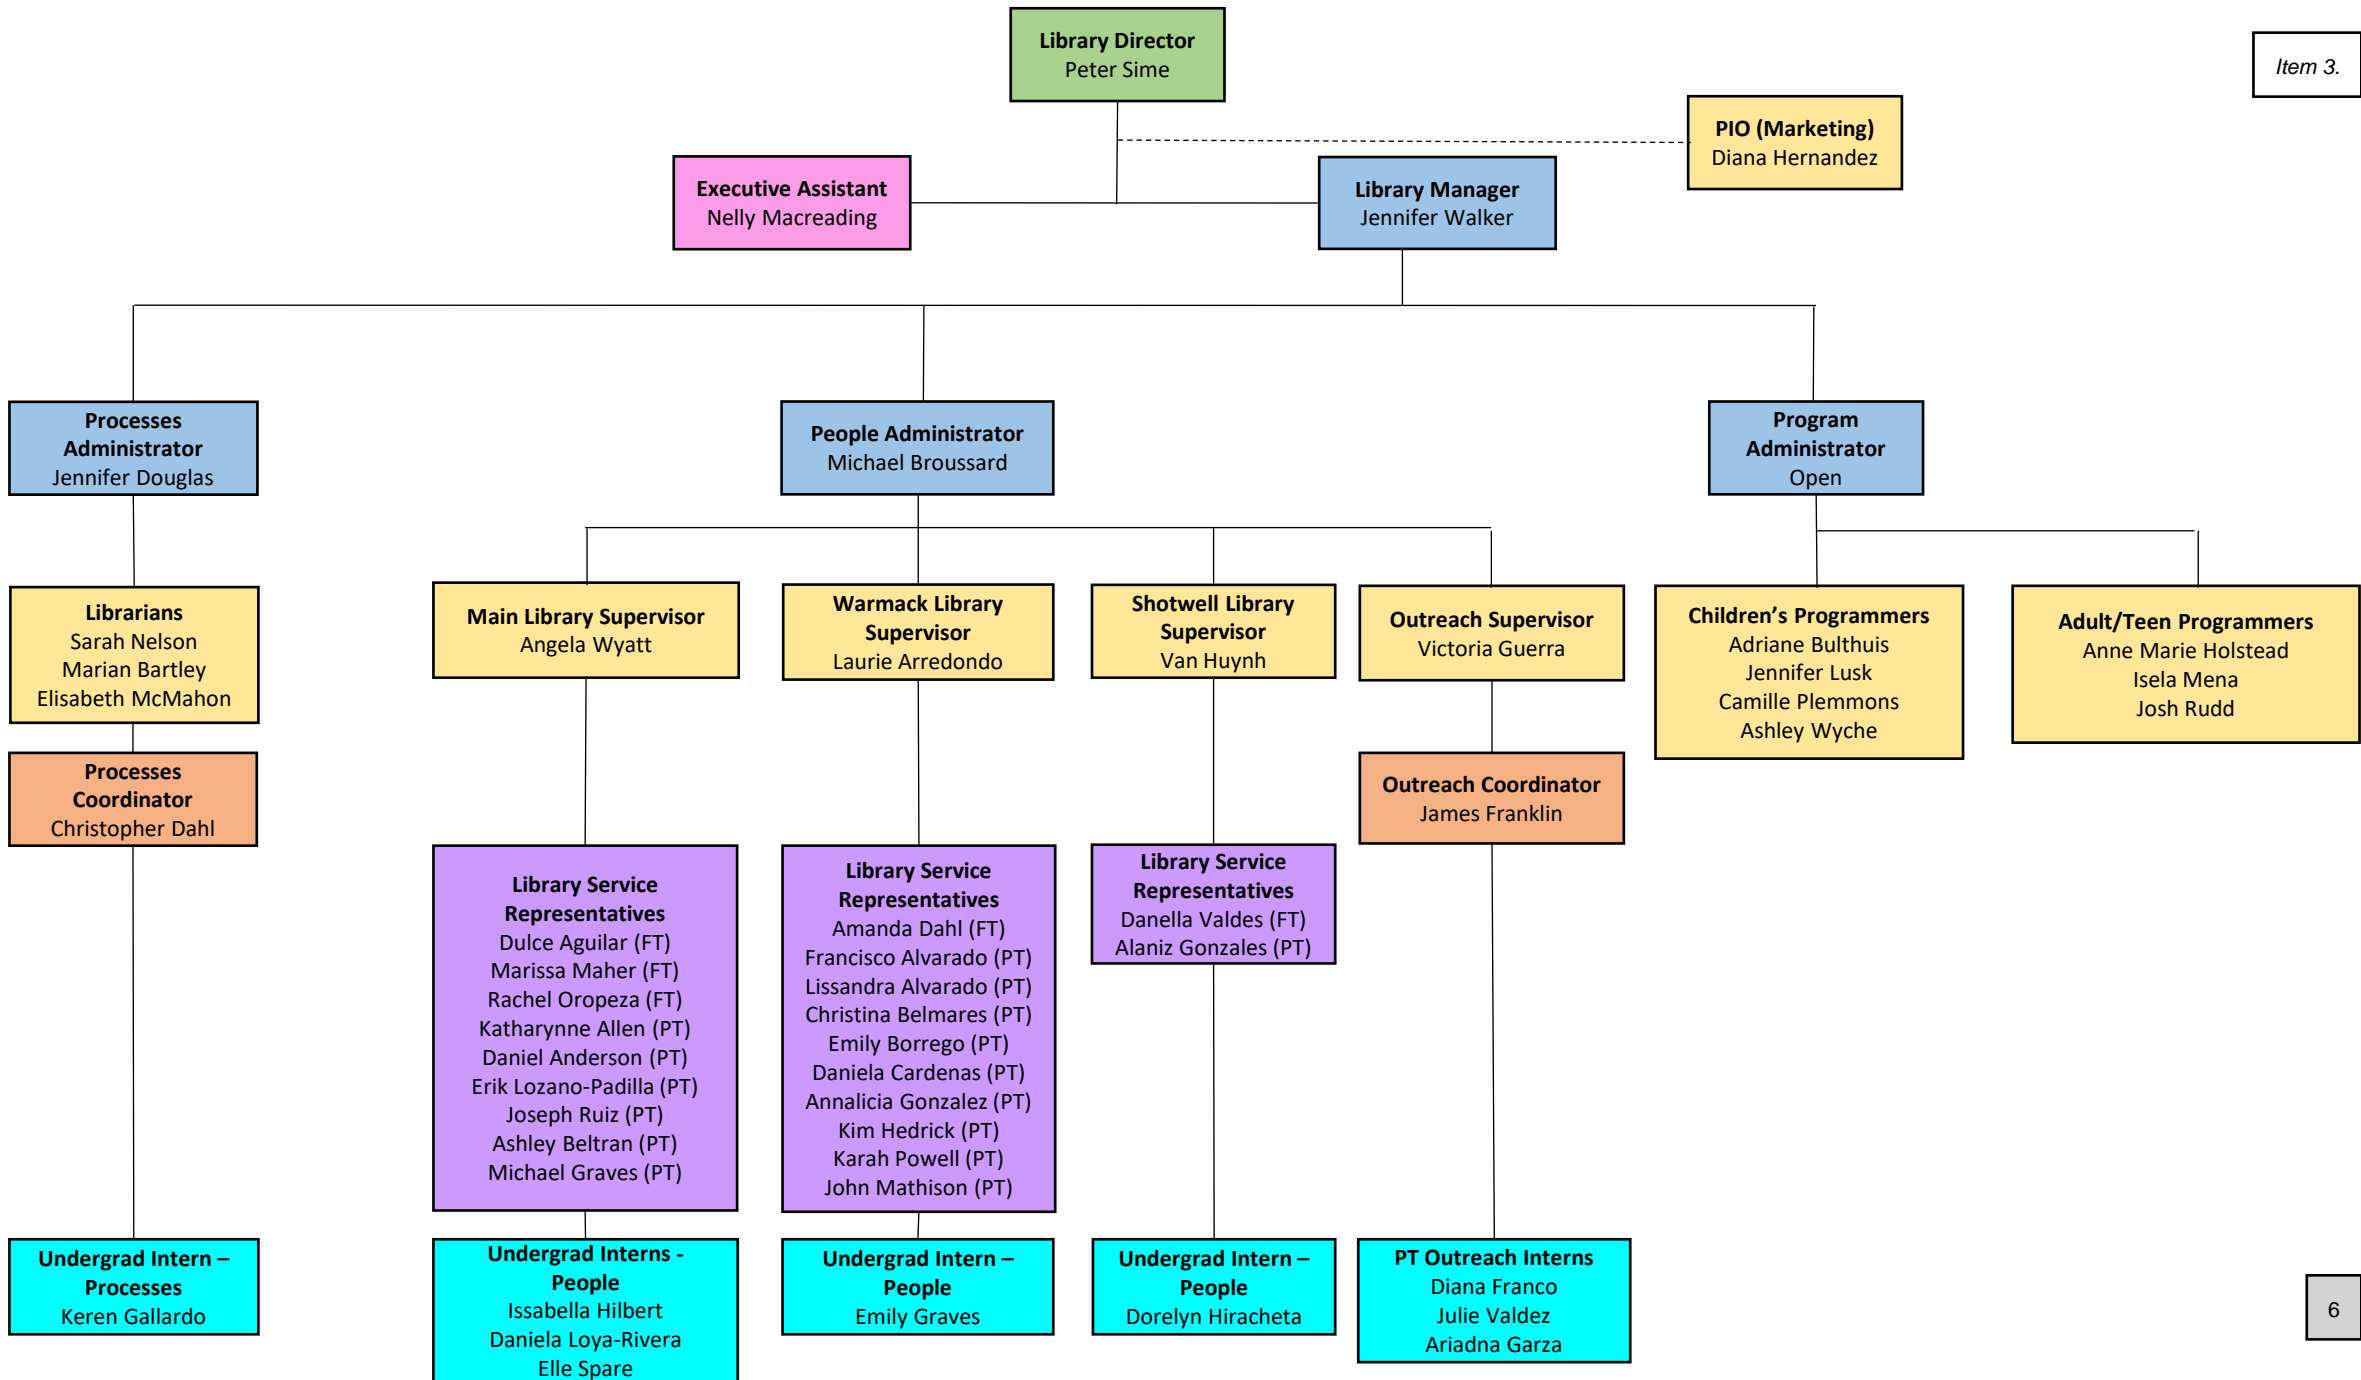 Library Director
Peter Sime
Item 3.
PIO (Marketing)
Diana Hernandez
Executive Assistant
Nelly Macreading
Library Manager
Jennifer Walker
Processes
Administrator
Jennifer Douglas
People Administrator
Michael Broussard
Program
Administrator
Open
Librarians
Sarah Nelson
Marian Bartley
Elisabeth McMahon
Main Library Supervisor
Angela Wyatt
Warmack Library
Supervisor
Laurie Arredondo
Shotwell Library
Supervisor
Van Huynh
Outreach Supervisor
Victoria Guerra
Children’s Programmers
Adriane Bulthuis
Jennifer Lusk
Camille Plemmons
Ashley Wyche
Adult/Teen Programmers
Anne Marie Holstead
Isela Mena
Josh Rudd
Processes
Coordinator
Christopher Dahl
Outreach Coordinator
James Franklin
Library Service
Representatives
Dulce Aguilar (FT)
Marissa Maher (FT)
Rachel Oropeza (FT)
Katharynne Allen (PT)
Daniel Anderson (PT)
Erik Lozano-Padilla (PT)
Joseph Ruiz (PT)
Ashley Beltran (PT)
Michael Graves (PT)
Library Service
Representatives
Amanda Dahl (FT)
Francisco Alvarado (PT)
Lissandra Alvarado (PT)
Christina Belmares (PT)
Emily Borrego (PT)
Daniela Cardenas (PT)
Annalicia Gonzalez (PT)
Kim Hedrick (PT)
Karah Powell (PT)
John Mathison (PT)
Library Service
Representatives
Danella Valdes (FT)
Alaniz Gonzales (PT)
Undergrad Intern –
Processes
Keren Gallardo
Undergrad Interns -
People
Issabella Hilbert
Daniela Loya-Rivera
Elle Spare
Undergrad Intern –
People
Emily Graves
Undergrad Intern –
People
Dorelyn Hiracheta
PT Outreach Interns
Diana Franco
Julie Valdez
Ariadna Garza
6